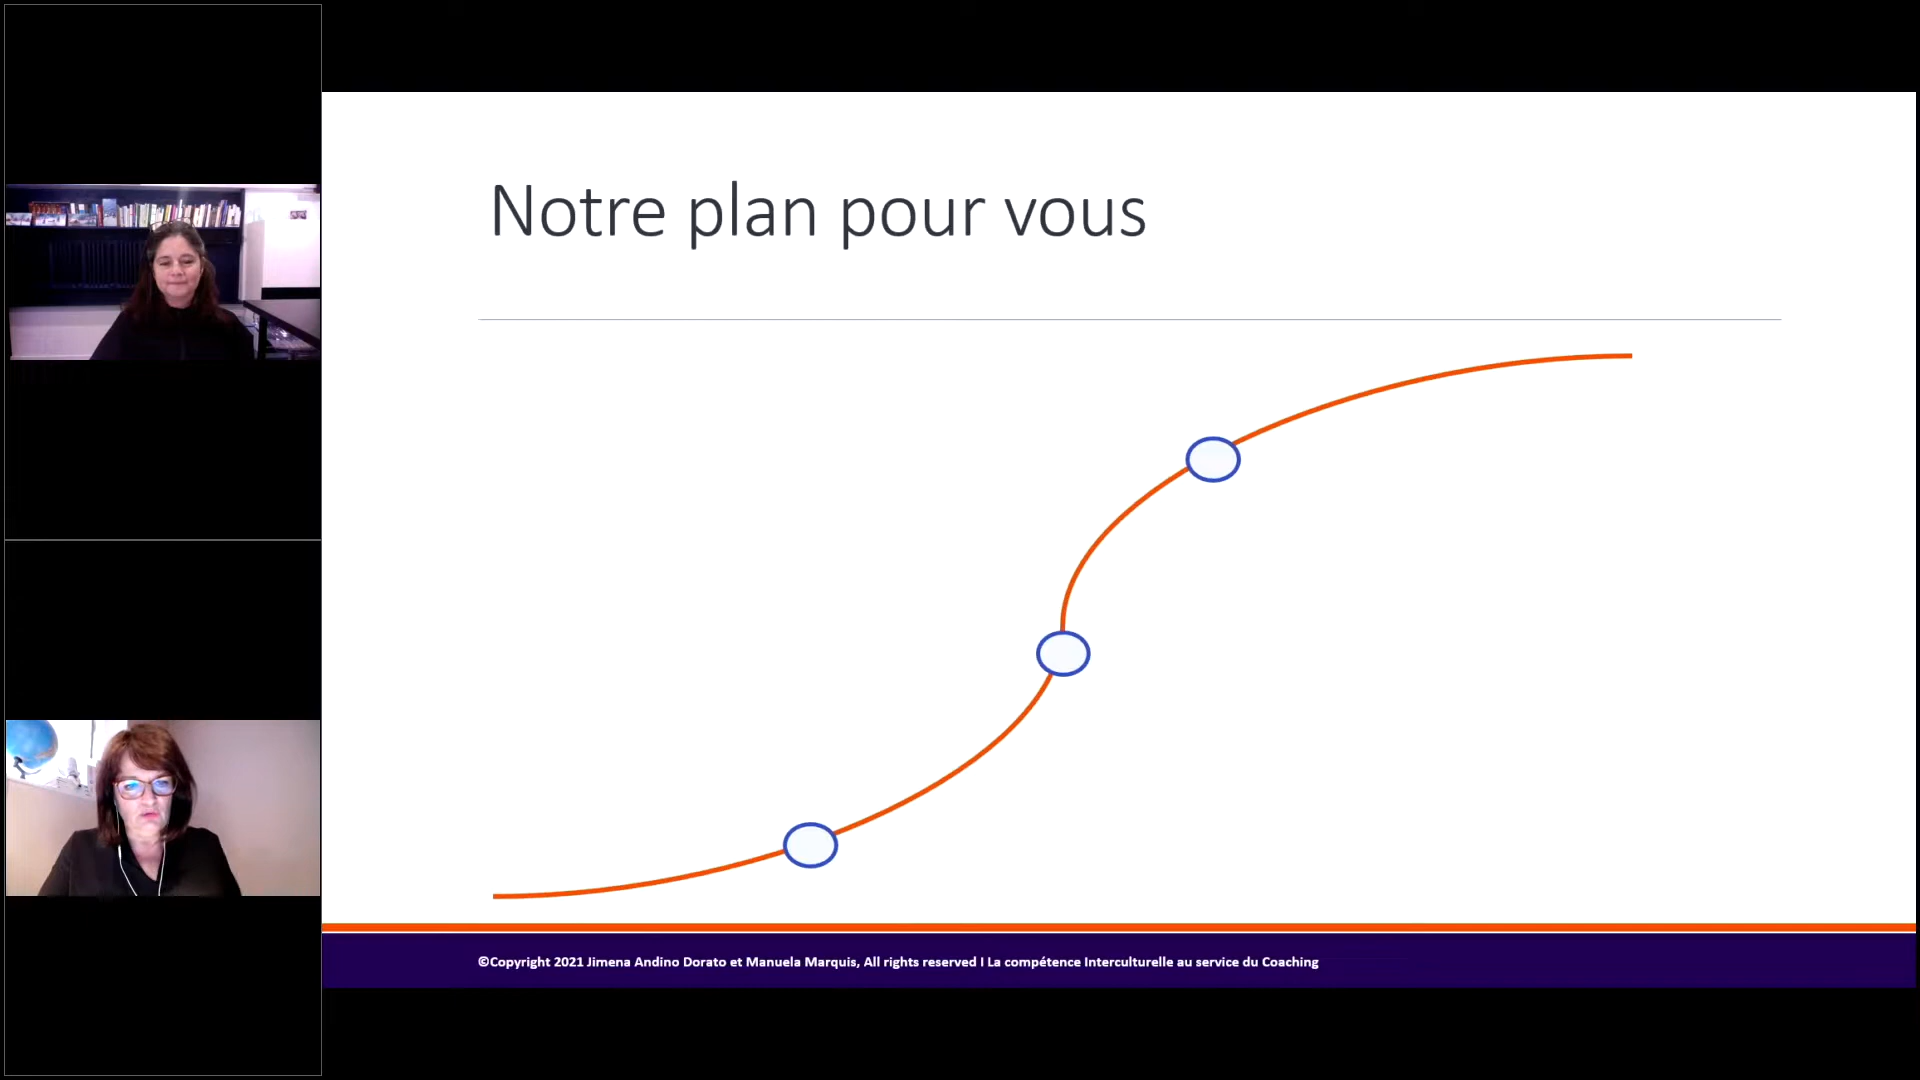 Notre plan pour vous
©Copyright 2021 Jimena Andino Dorato et Manuela Marquis, All rights reserved I La compétence Interculturelle au service du Coaching